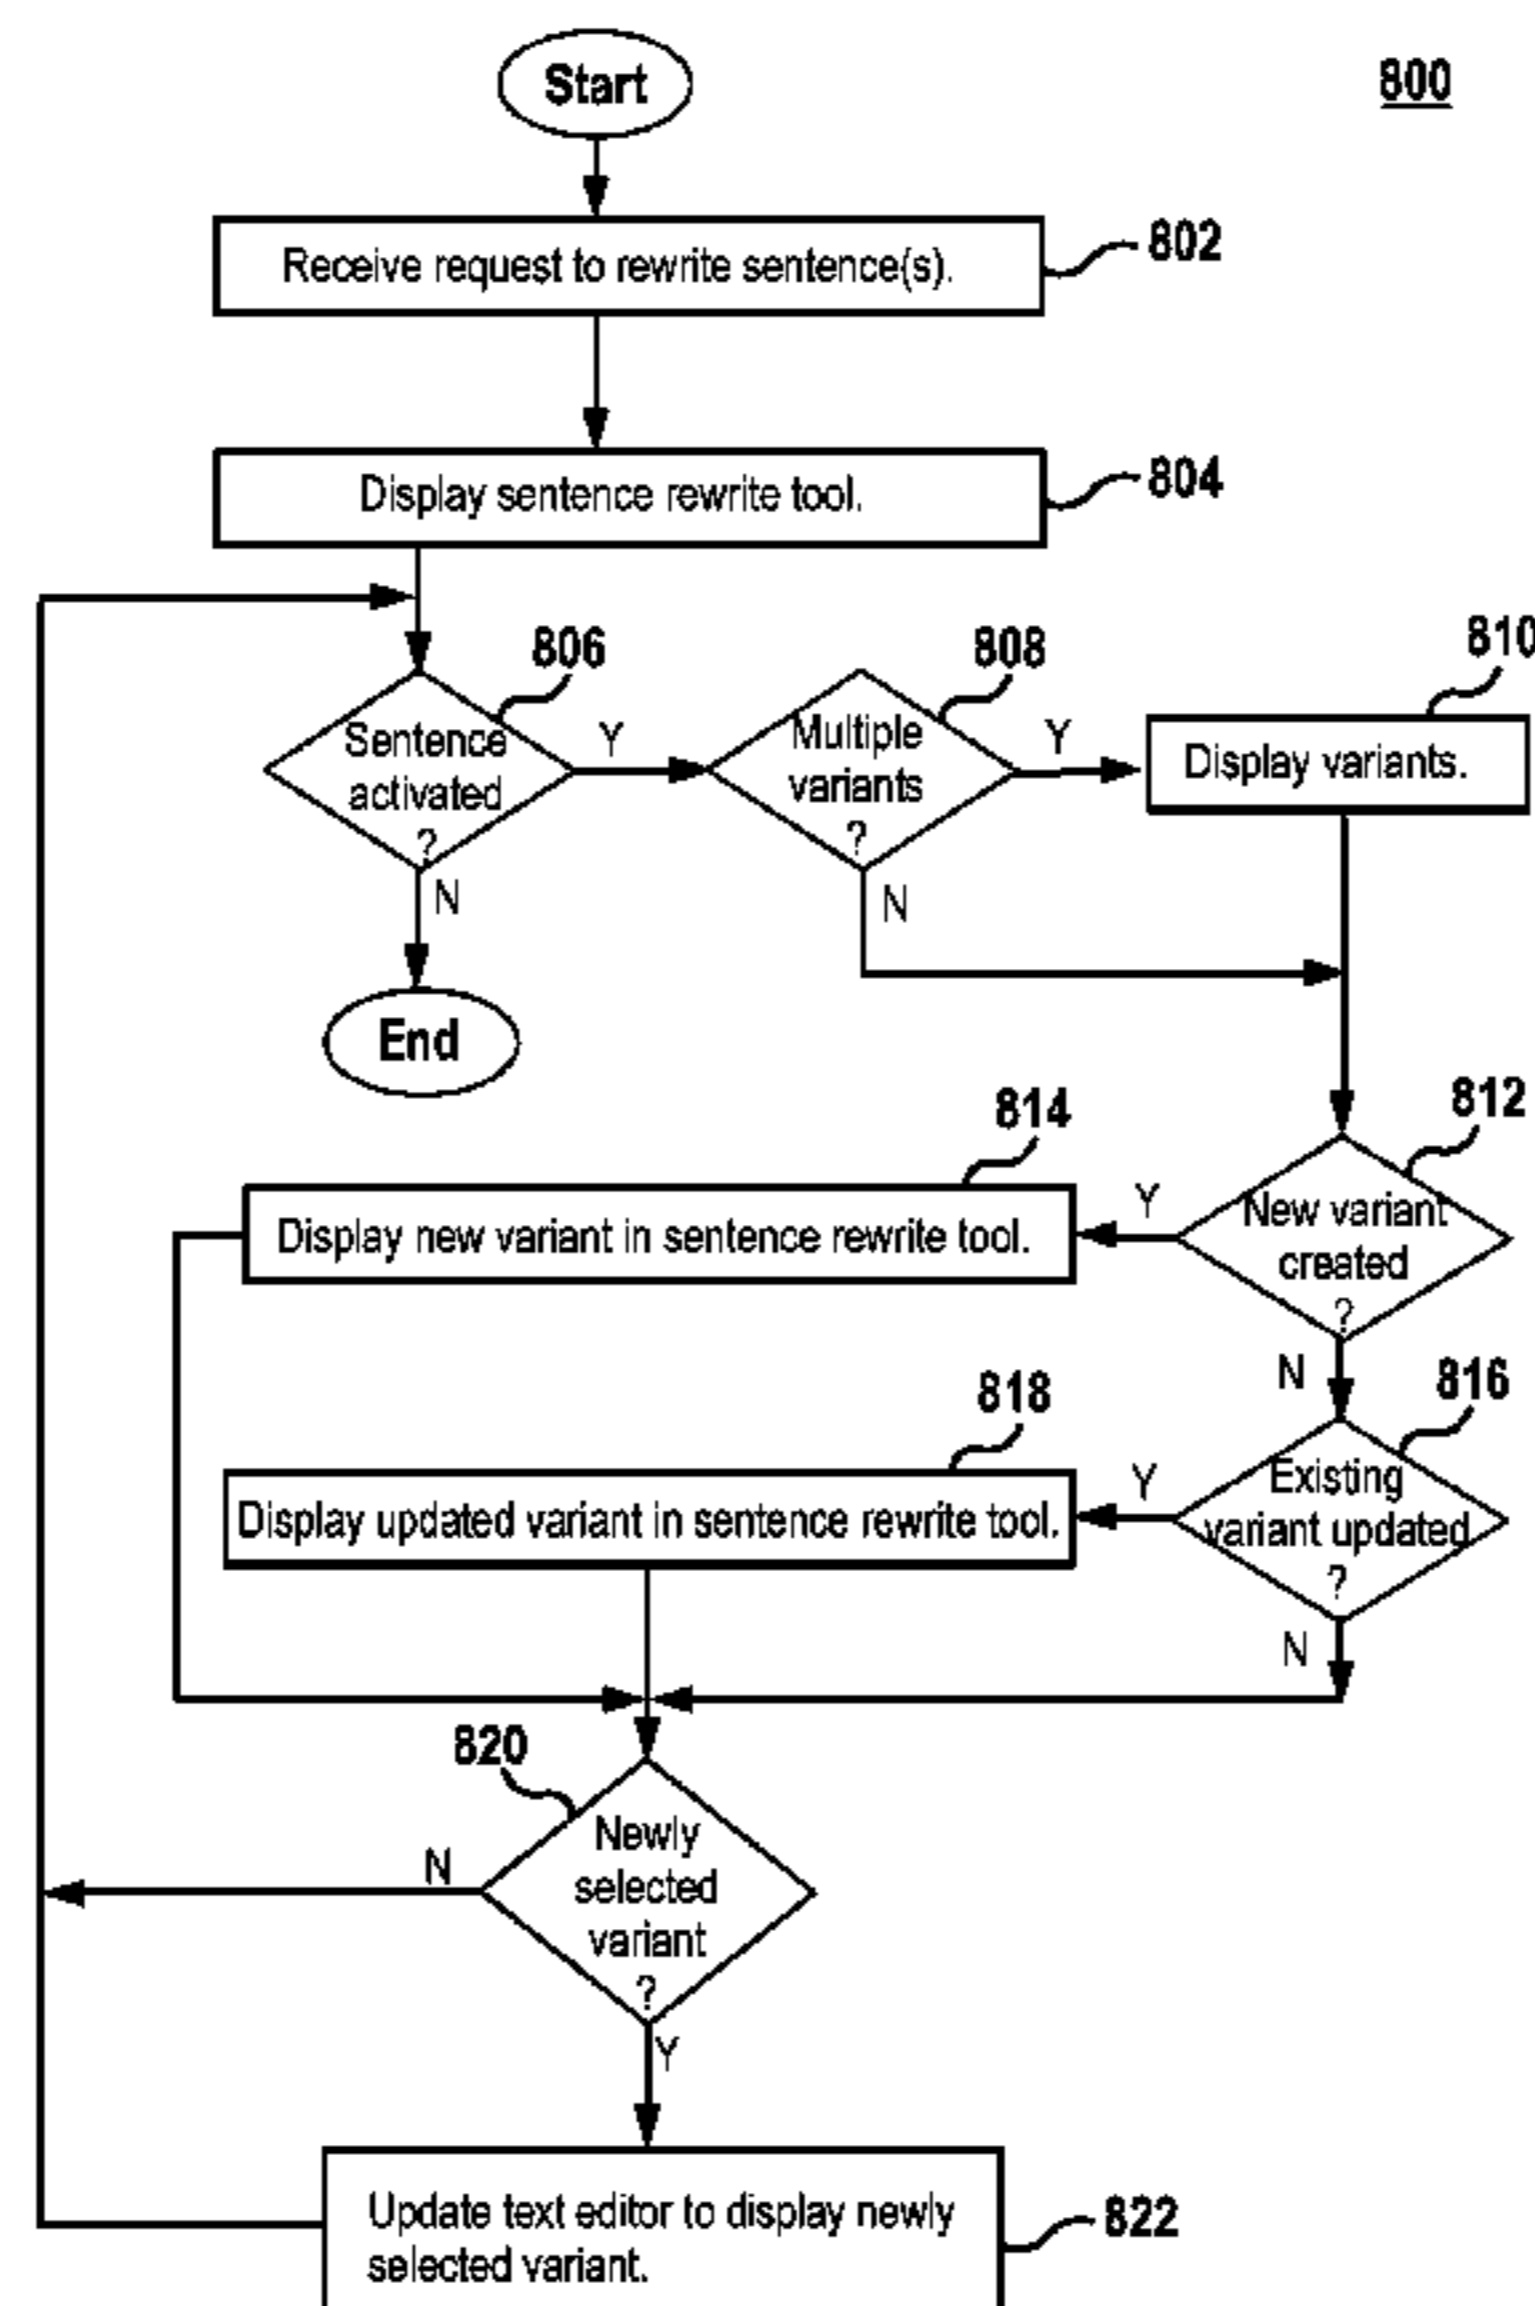 Start
800
Receive request to rewrite sentence(s).
802
Display sentence rewrite tool.
804
806
808
810
Sentence
activated
?
Y
N
Multiple
variants
?
Y
N
Display variants.
End
812
814
New variant
created
?
Y
N
Display new variant in sentence rewrite tool.
816
818
Existing
variant updated
?
Y
N
Display updated variant in sentence rewrite tool.
820
Newly
selected
variant
?
N
Y
Update text editor to display newly
selected variant.
822